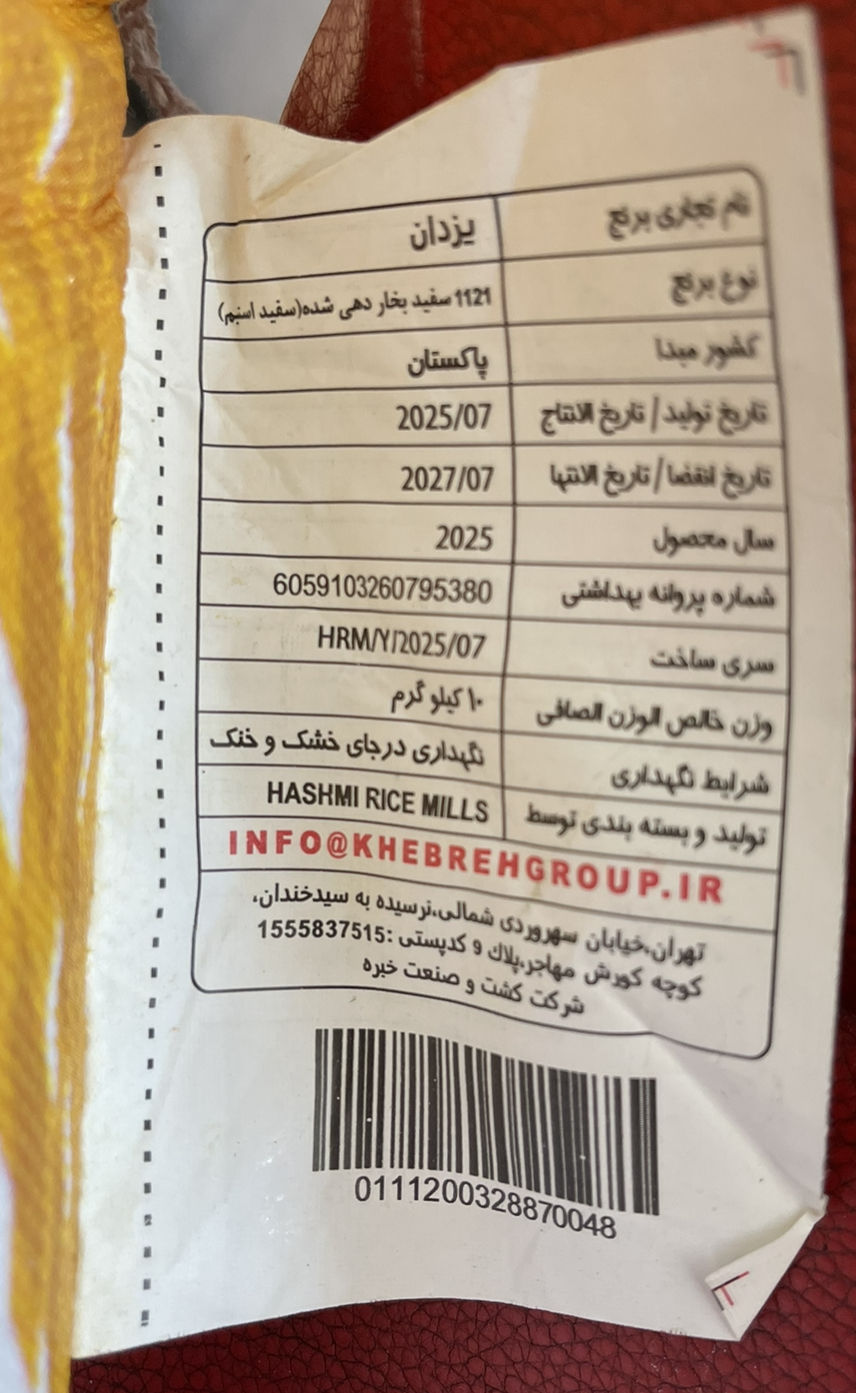 نام تجاری برنج یزدان
نوع برنج 1121 سفید بخار دهی شده(سفید استیم)
کشور مبدا پاکستان
تاریخ تولید/تاریخ الانتاج 2025/07
تاریخ انقضا/تاریخ الانتها 2027/07
سال محصول 2025
شماره پروانه بهداشتی 6059103260795380
سری ساخت HRM/Y/2025/07
وزن خالص الوزن الصافی ۱۰ کیلو گرم
شرایط نگهداری نگهداری درجای خشک و خنک
تولید و بسته بندی توسط HASHMI RICE MILLS
INFO@KHEBREHGROUP.IR
تهران،خیابان سهروردی شمالی،نرسیده به سیدخندان،
کوچه کورش مهاجر،پلاك و کدپستی :1555837515
شرکت کشت و صنعت خبره
0111200328870048